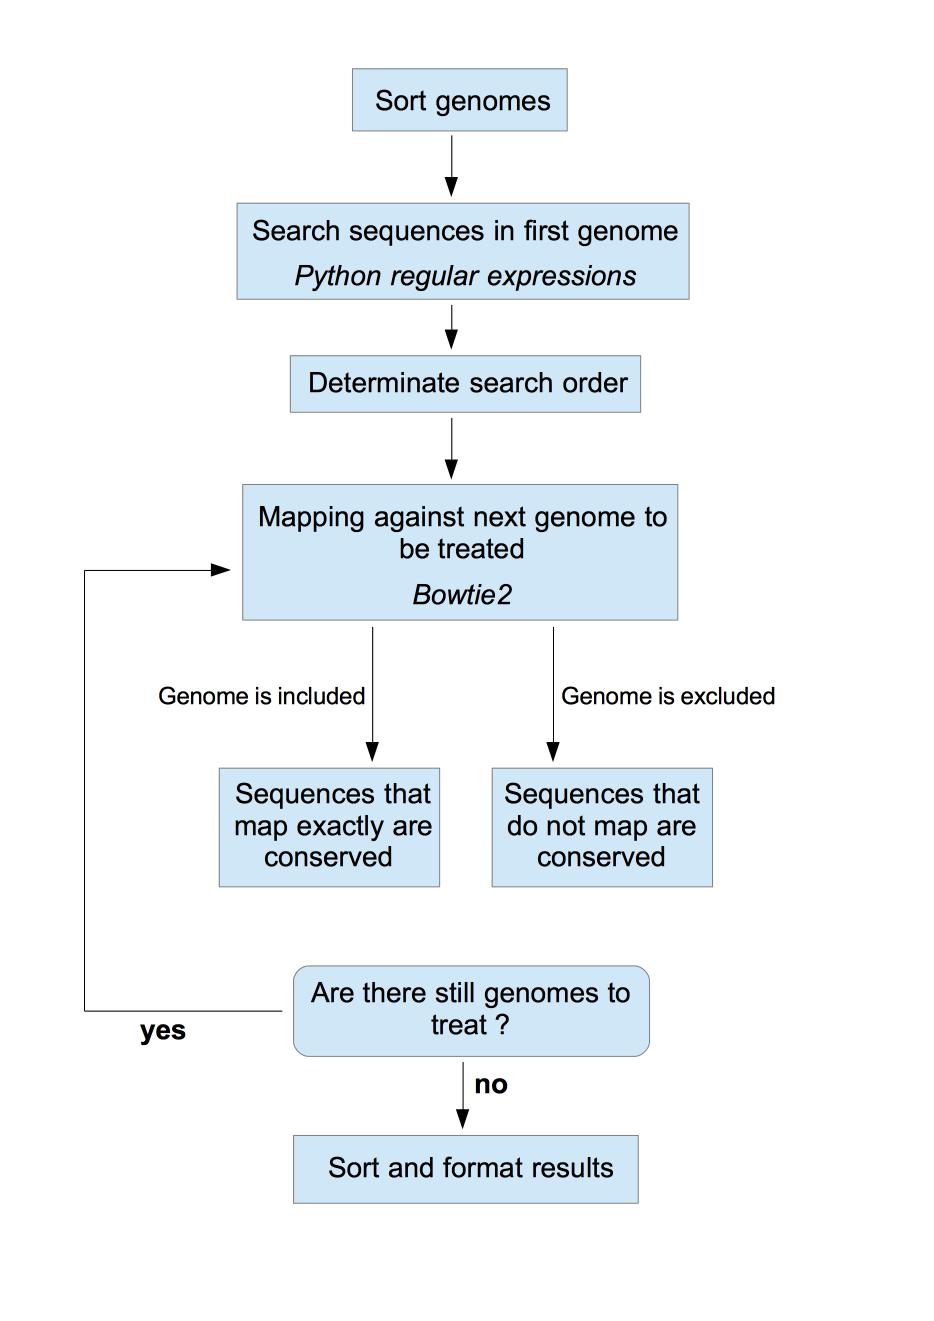 Sort genomes
Search sequences in first genome
Python regular expressions
Determinate search order
Mapping against next genome to
be treated
Bowtie2
Genome is included
Genome is excluded
Sequences that
map exactly are
conserved
Sequences that
do not map are
conserved
Are there still genomes to
treat ?
yes
no
Sort and format results